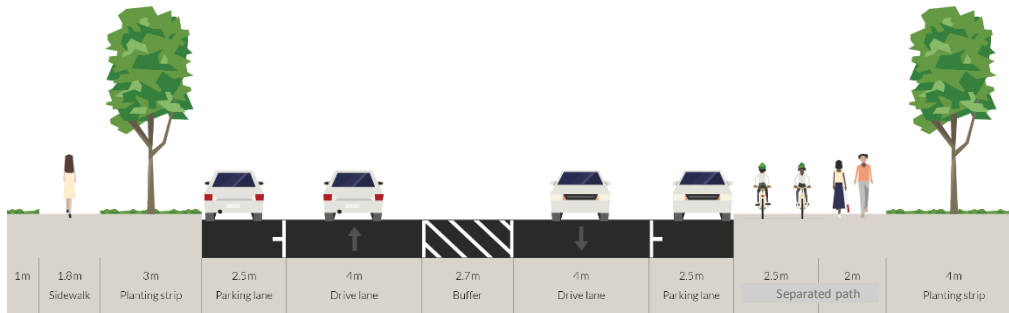 1m 1.8m 3m 2.5m 4m 2.7m 4m 2.5m 2.5m 2m 4m
Sidewalk Planting strip Parking lane Drive lane Buffer Drive lane Parking lane Separated path Planting strip